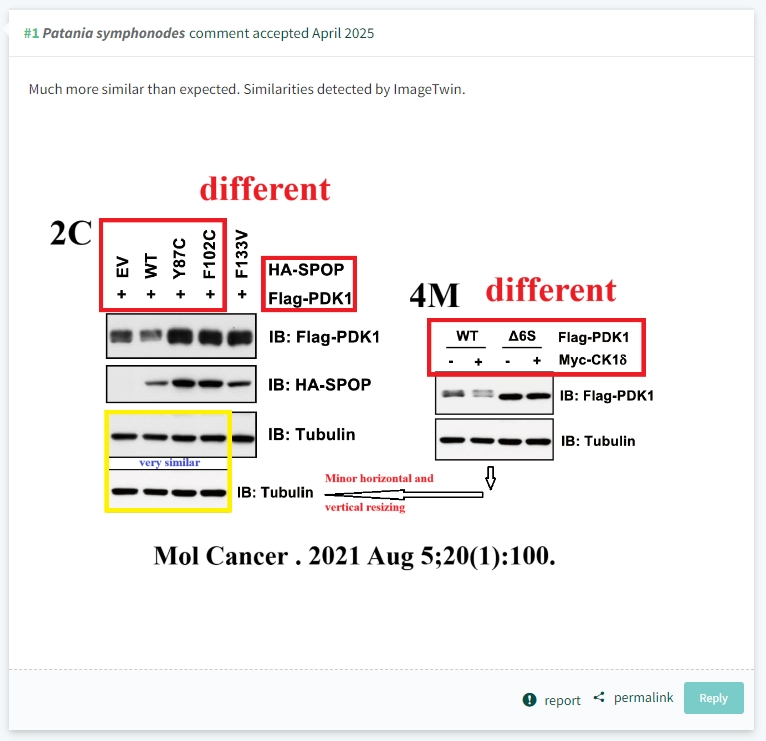 #1 Patania symphonodes comment accepted April 2025
Much more similar than expected. Similarities detected by ImageTwin.
different
2C
EV
WT
Y87C
F102C
F133V
HA-SPOP
+ + + + + Flag-PDK1
IB: Flag-PDK1
IB: HA-SPOP
IB: Tubulin
very similar
IB: Tubulin
4M different
WT Δ6S Flag-PDK1
- + - + Myc-CK1δ
IB: Flag-PDK1
IB: Tubulin
Minor horizontal and
vertical resizing
Mol Cancer . 2021 Aug 5;20(1):100.
report permalink Reply